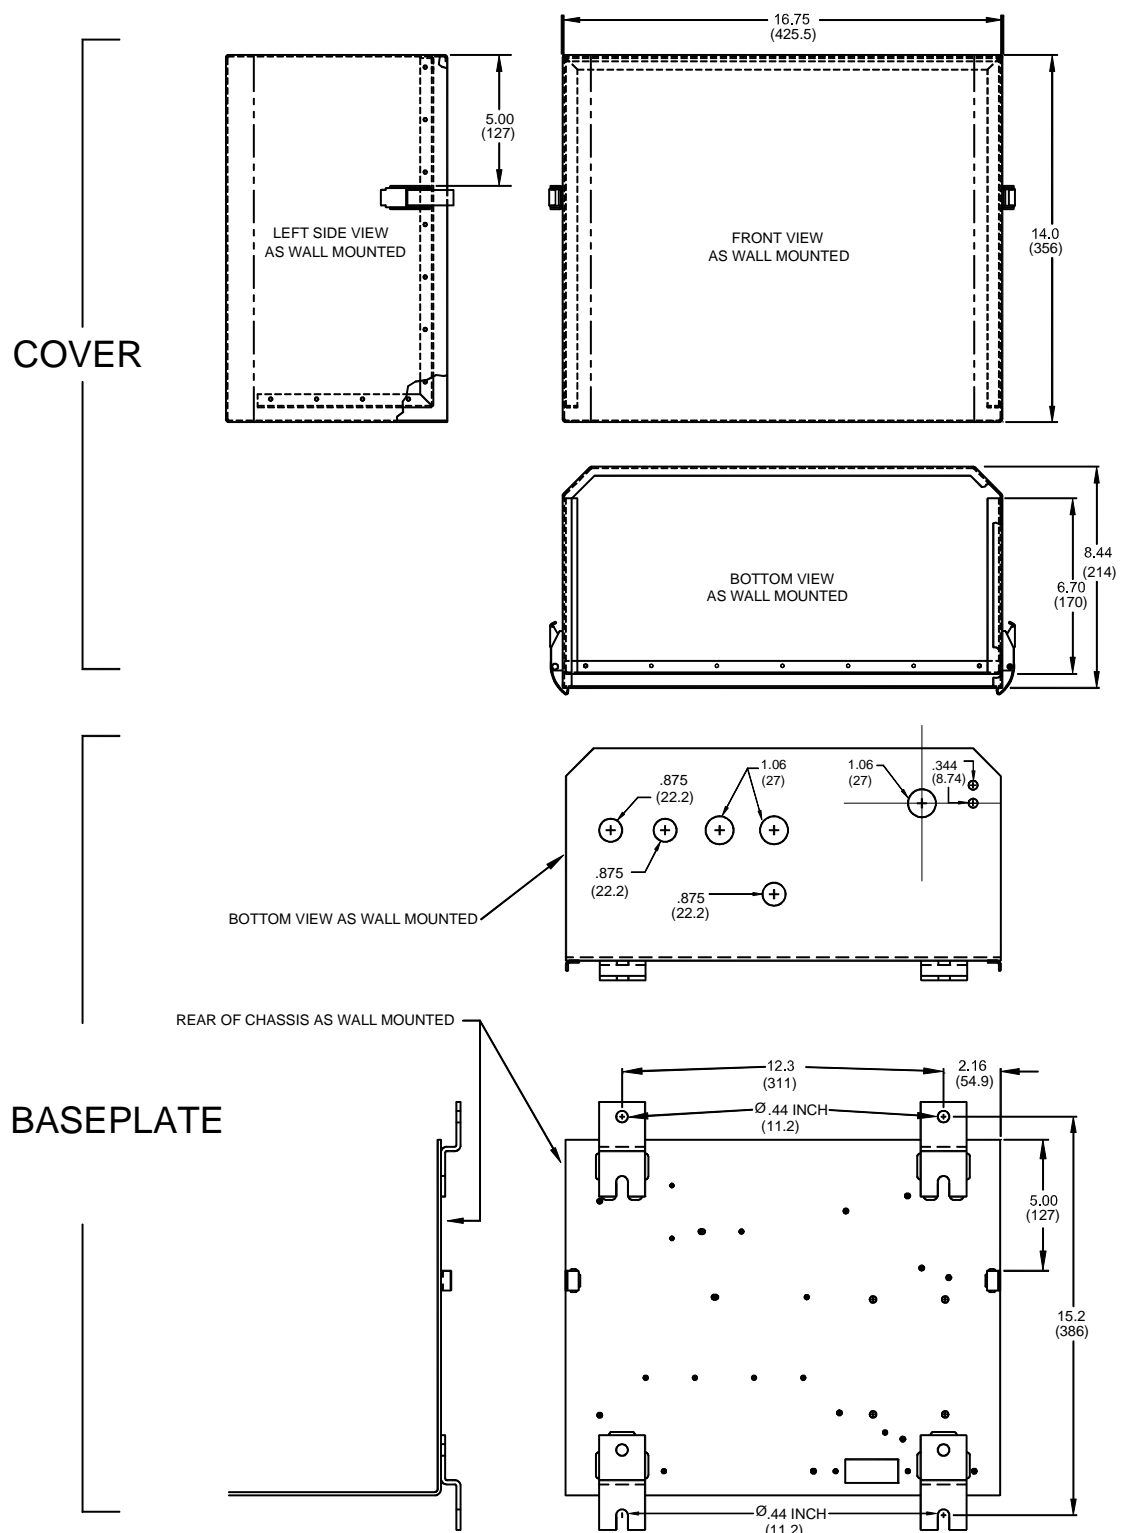 16.75
(425.5)
5.00
(127)
LEFT SIDE VIEW
AS WALL MOUNTED
FRONT VIEW
AS WALL MOUNTED
14.0
(356)
COVER
BOTTOM VIEW
AS WALL MOUNTED
8.44
(214)
6.70
(170)
.875
(22.2)
1.06
(27)
1.06
(27)
.344
(8.74)
.875
(22.2)
.875
(22.2)
BOTTOM VIEW AS WALL MOUNTED
REAR OF CHASSIS AS WALL MOUNTED
12.3
(311)
2.16
(54.9)
BASEPLATE
Ø.44 INCH
(11.2)
5.00
(127)
15.2
(386)
Ø.44 INCH
(11.2)